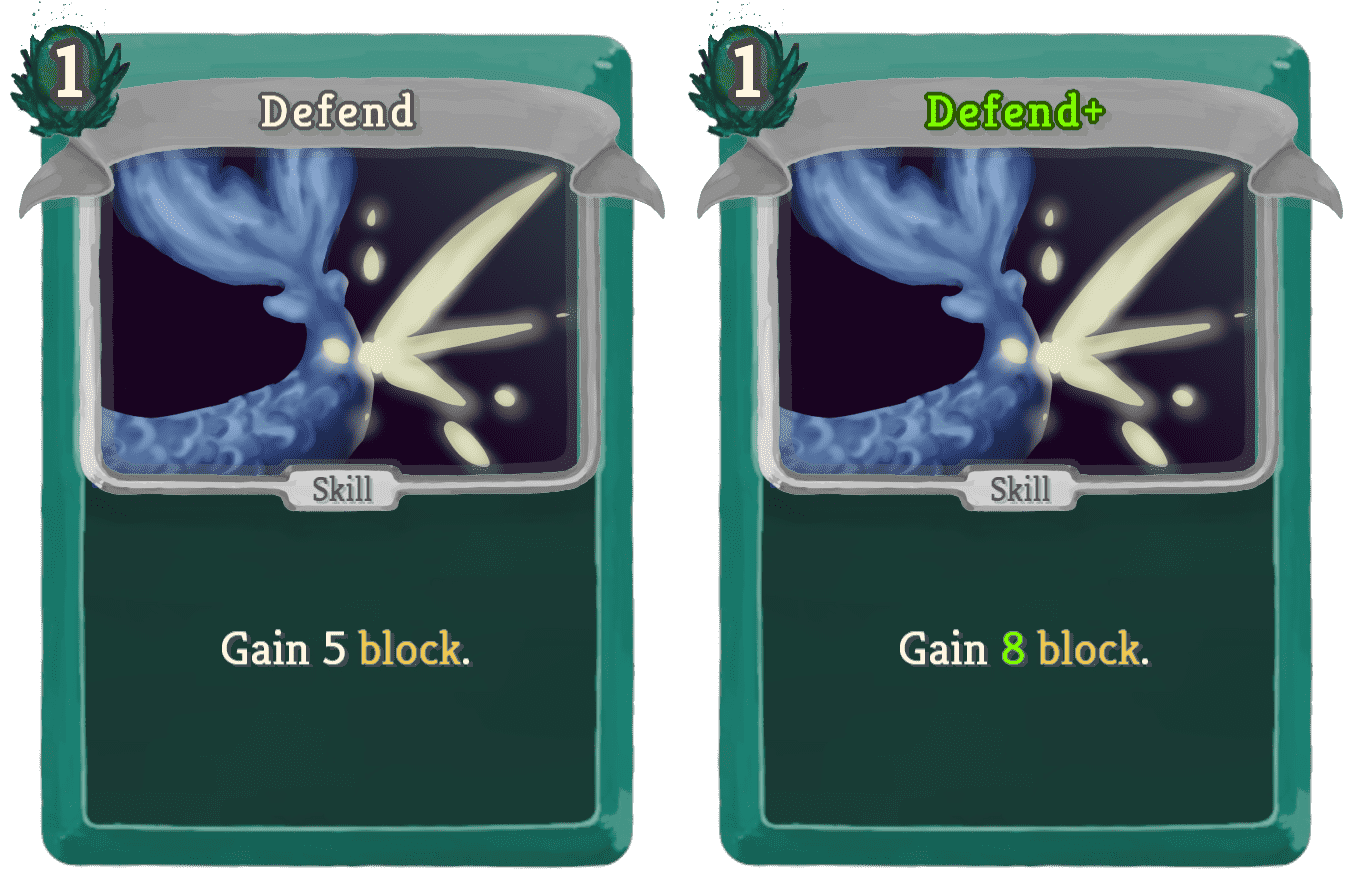 1
Defend
Skill
Gain 5 block.
1
Defend+
Skill
Gain 8 block.